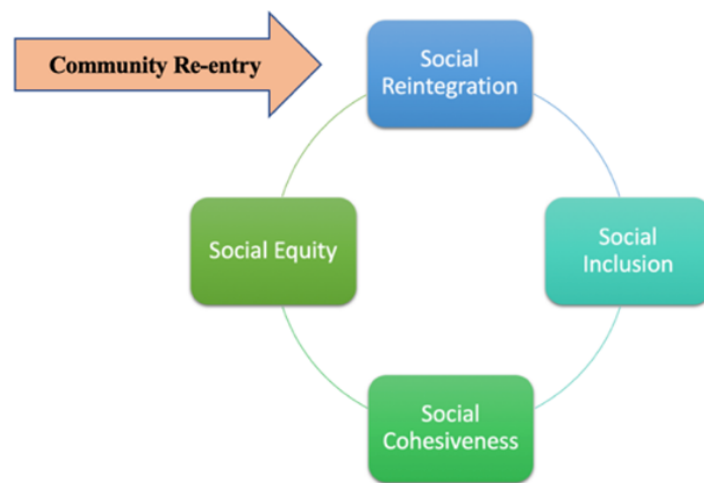 Community Re-entry
Social
Reintegration
Social Equity
Social
Inclusion
Social
Cohesiveness